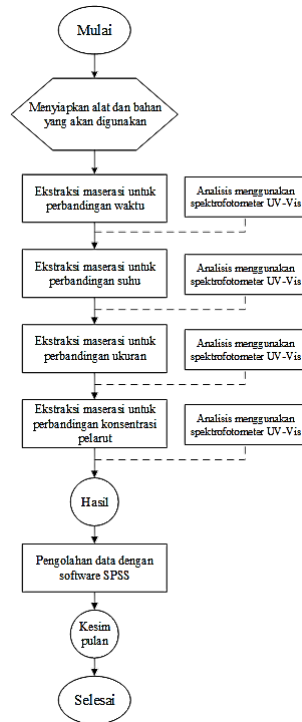 Mulai
Menyiapkan alat dan bahan
yang akan digunakan
Ekstraksi maserasi untuk
perbandingan waktu
Analisis menggunakan
spektrofotometer UV-Vis
Ekstraksi maserasi untuk
perbandingan suhu
Analisis menggunakan
spektrofotometer UV-Vis
Ekstraksi maserasi untuk
perbandingan ukuran
Analisis menggunakan
spektrofotometer UV-Vis
Ekstraksi maserasi untuk
perbandingan konsentrasi
pelarut
Analisis menggunakan
spektrofotometer UV-Vis
Hasil
Pengolahan data dengan
software SPSS
Kesim
pulan
Selesai